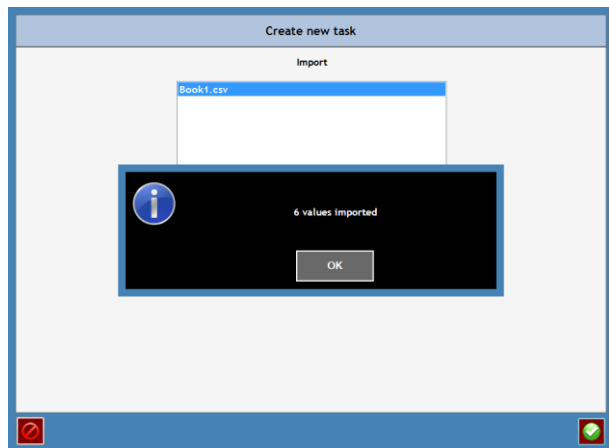 Create new task
Import
Book1.csv
6 values imported
OK